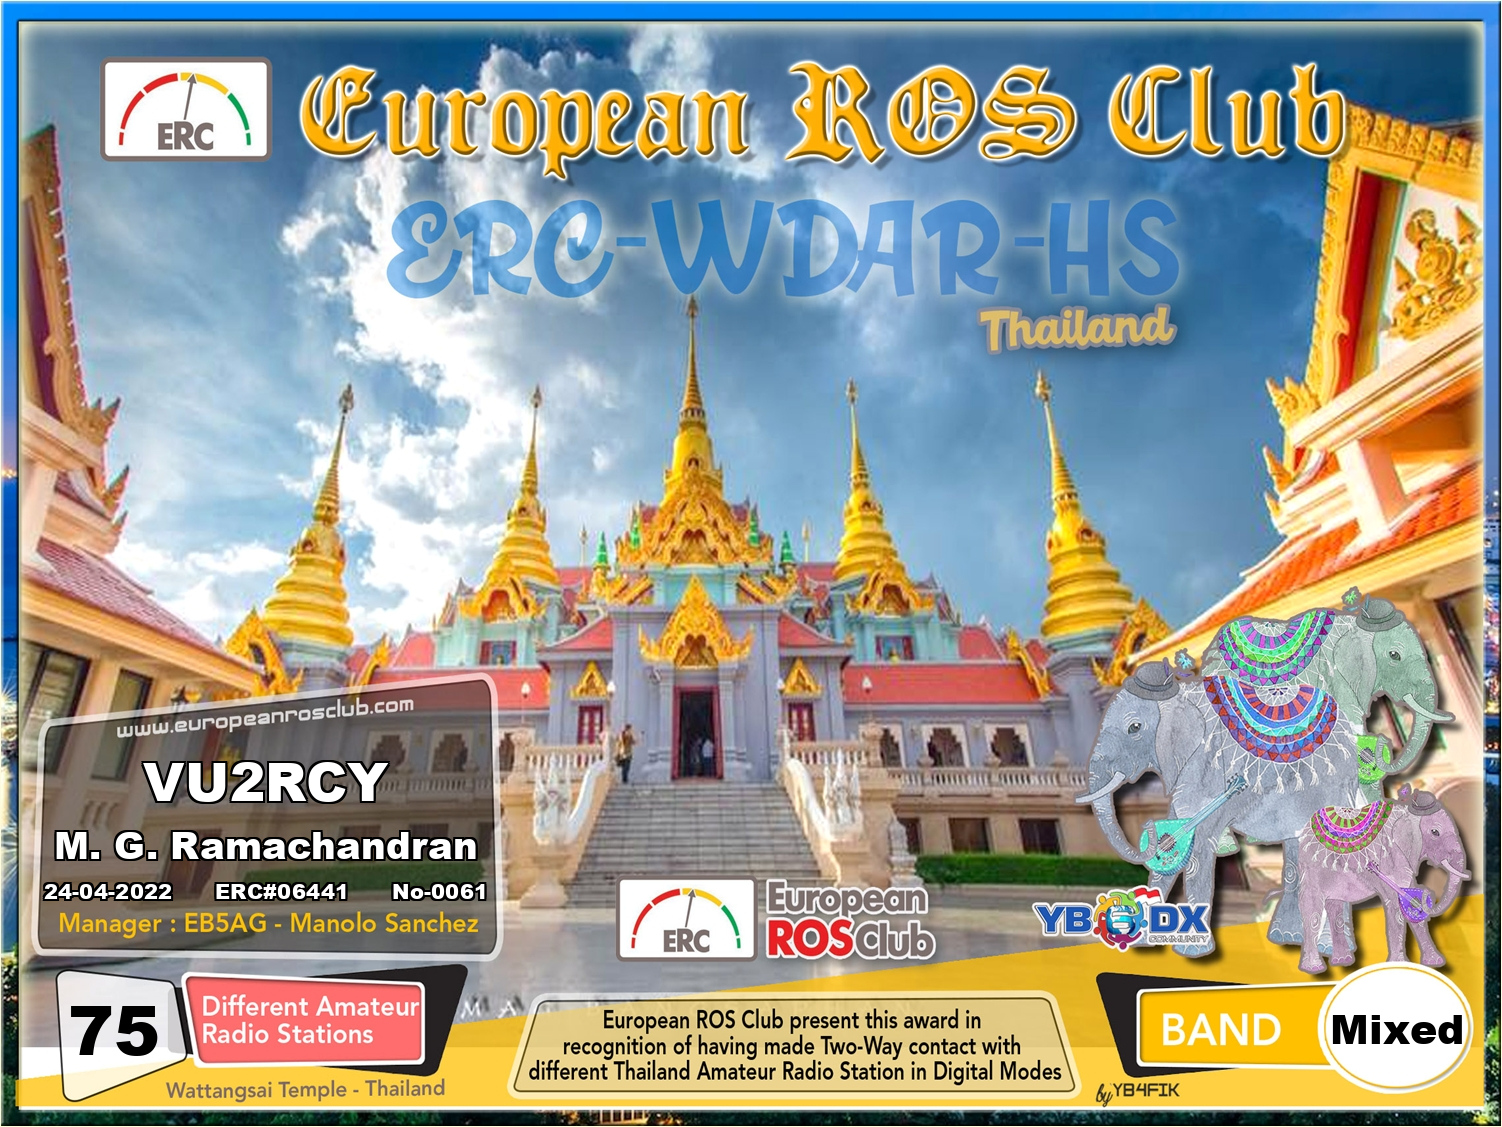 ERC
European ROS Club
ERC-WDAR-HS
Thailand
www.europeanrosclub.com
VU2RCY
M. G. Ramachandran
24-04-2022 ERC#06441 No-0061
Manager : EB5AG - Manolo Sanchez
ERC
European
ROSClub
YB DX
COMMUNITY
75
Different Amateur
Radio Stations
European ROS Club present this award in
recognition of having made Two-Way contact with
different Thailand Amateur Radio Station in Digital Modes
BAND
Mixed
Wattangsai Temple - Thailand
by YB4FIK